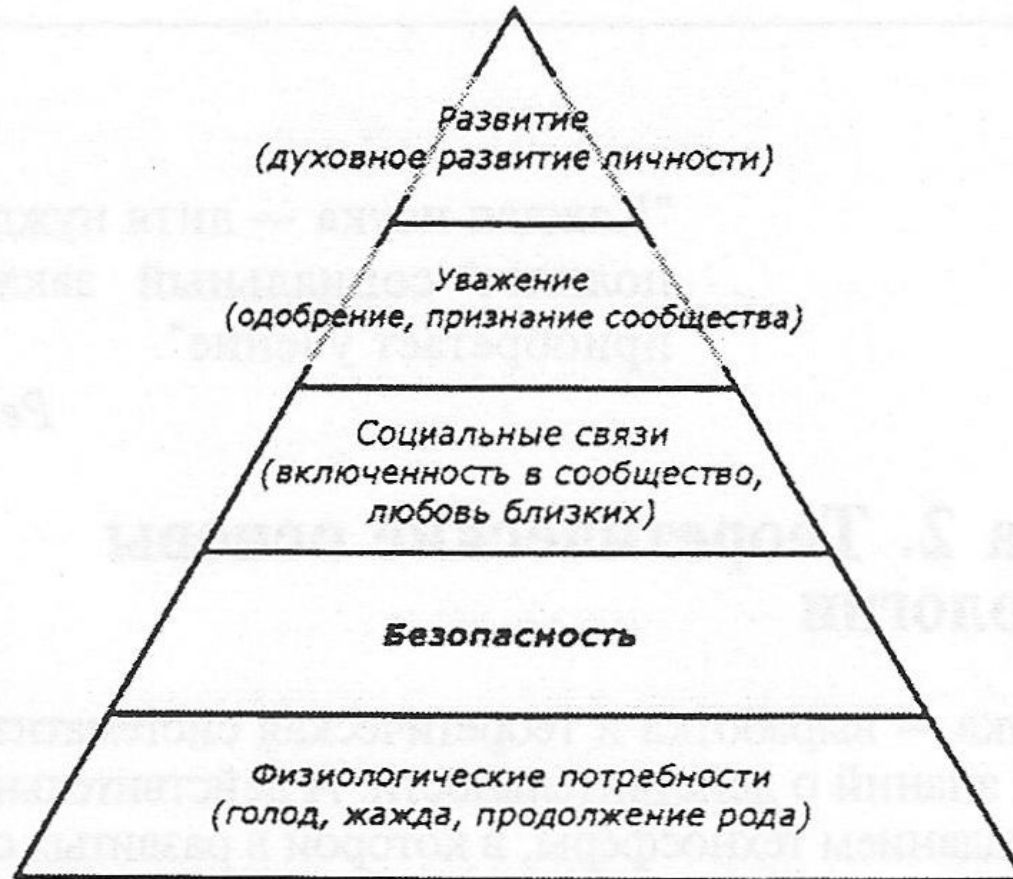 Развитие
(духовное развитие личности)
Уважение
(одобрение, признание сообщества)
Социальные связи
(включенность в сообщество,
любовь близких)
Безопасность
Физиологические потребности
(голод, жажда, продолжение рода)